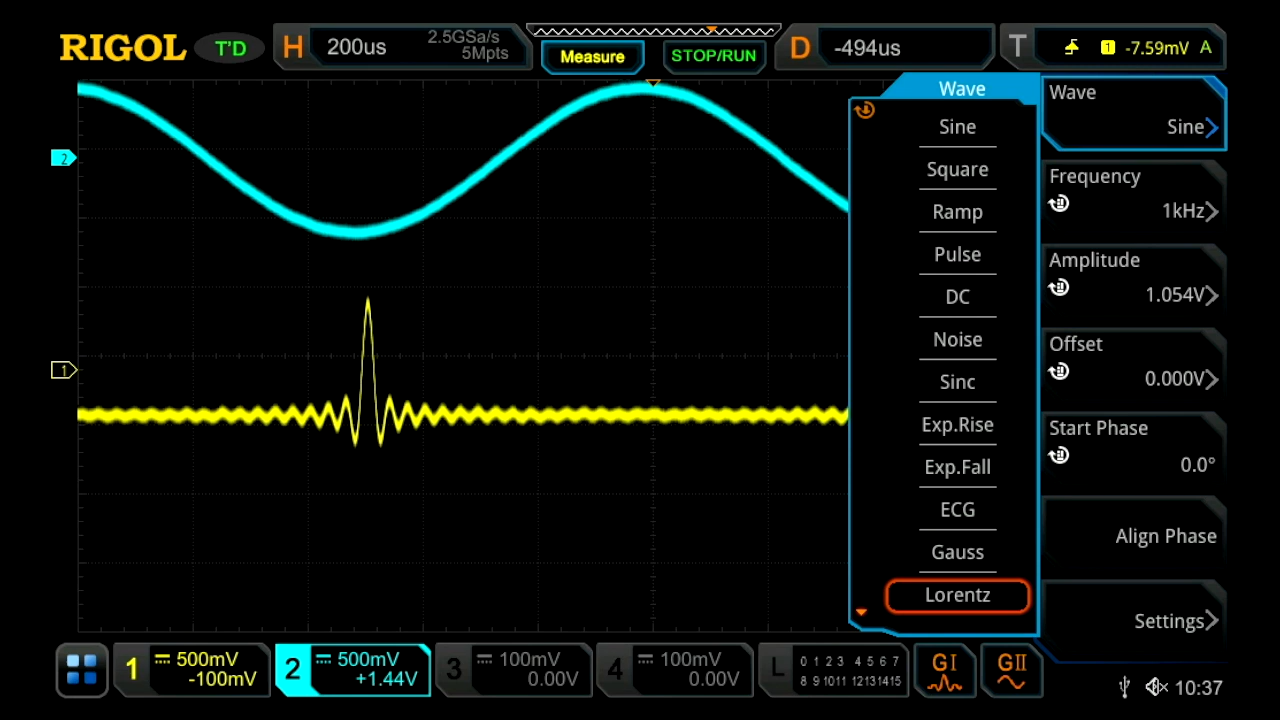 RIGOL
T'D
H
200us
2.5GSa/s
5Mpts
Measure
STOP/RUN
D
-494us
T
1
-7.59mV
A
2
1
Wave
Sine
Square
Ramp
Pulse
DC
Noise
Sinc
Exp.Rise
Exp.Fall
ECG
Gauss
Lorentz
Wave
Sine
Frequency
1kHz
Amplitude
1.054V
Offset
0.000V
Start Phase
0.0°
Align Phase
Settings
1
500mV
-100mV
2
500mV
+1.44V
3
100mV
0.00V
4
100mV
0.00V
L
0 1 2 3 4 5 6 7
8 9 10 11 12 13 14 15
GI
GII
10:37